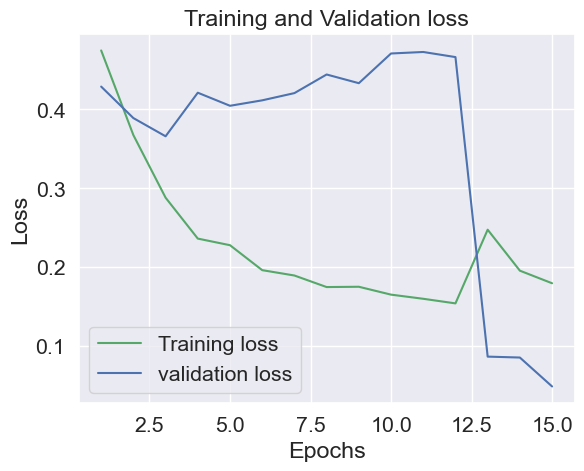 Training and Validation loss
Loss
0.4
0.3
0.2
0.1
Training loss
validation loss
2.5 5.0 7.5 10.0 12.5 15.0
Epochs